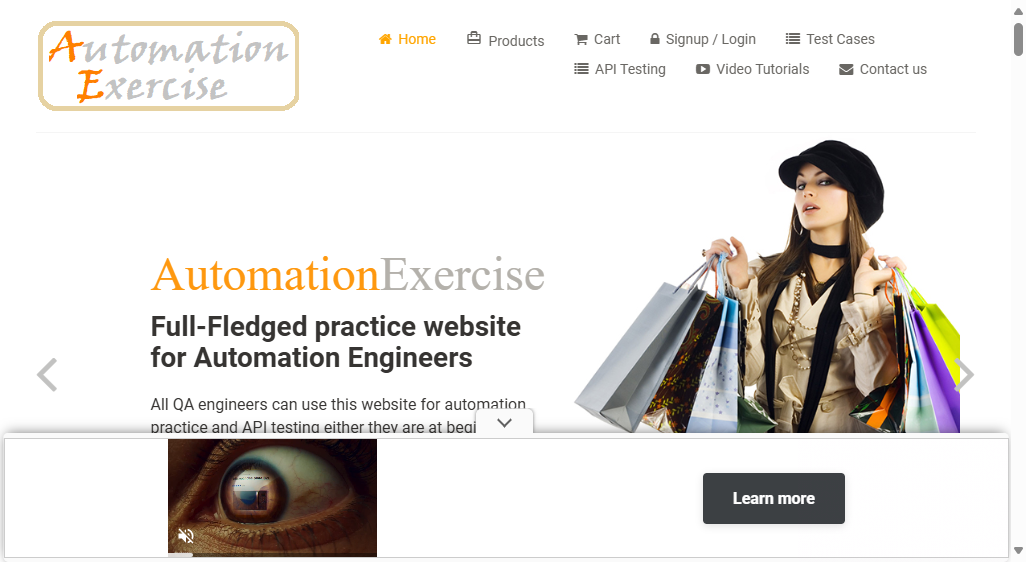 Automation
Exercise
Home
Products
Cart
Signup / Login
Test Cases
API Testing
Video Tutorials
Contact us
AutomationExercise
Full-Fledged practice website
for Automation Engineers
All QA engineers can use this website for automation
practice and API testing either they are at begi
Learn more